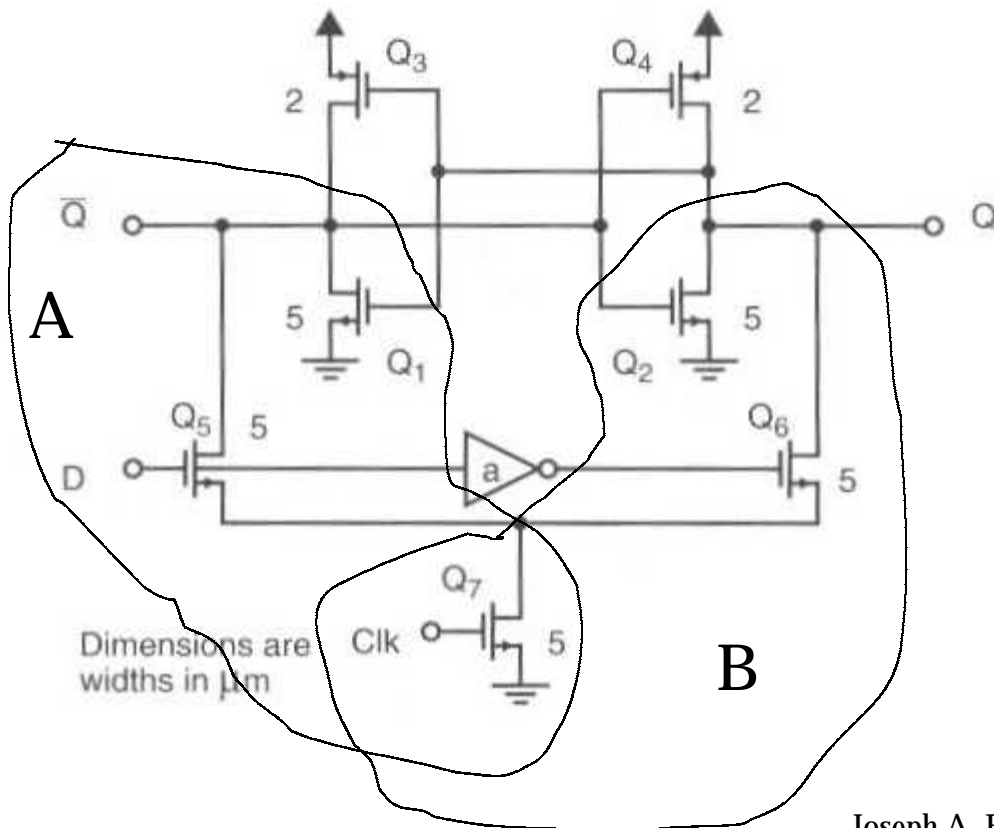 Q3
Q4
2
2
Q̅
Q
A
5
5
Q1
Q2
Q5
5
Q6
D
a
5
Q7
Clk
5
Dimensions are
widths in μm
B
Joseph A.